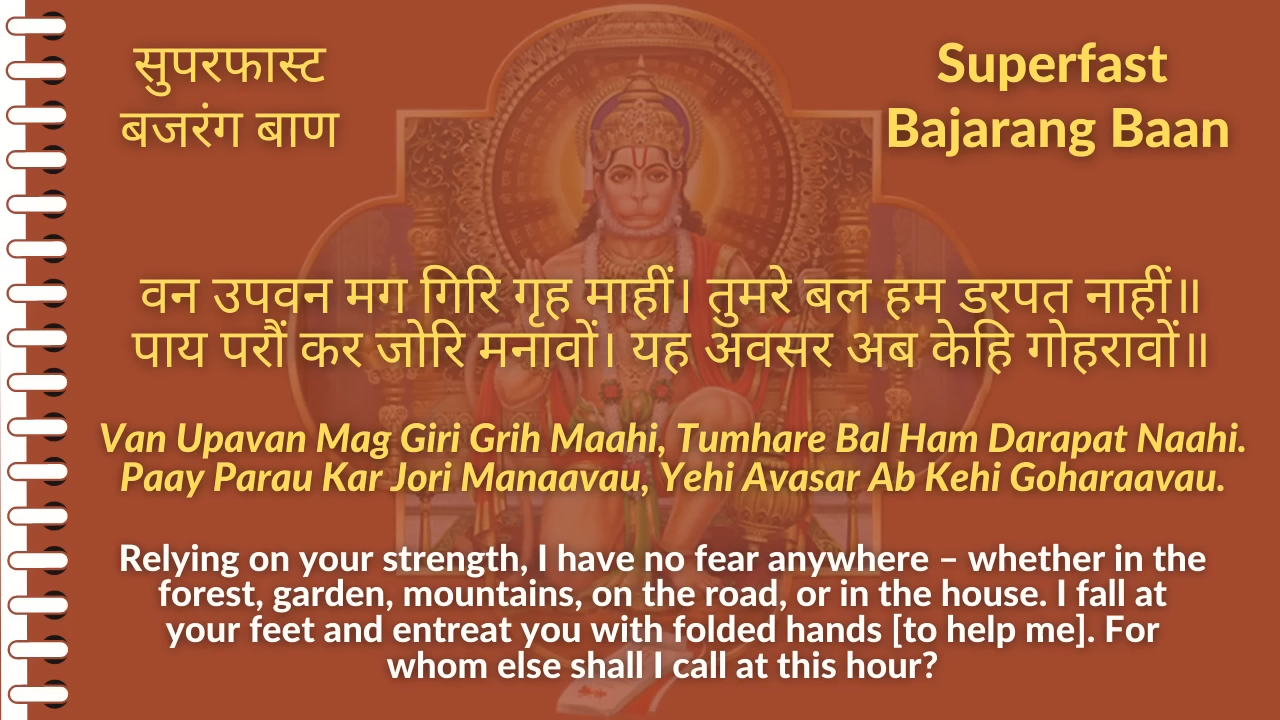 सुपरफास्ट
बजरंग बाण
Superfast
Bajarang Baan
वन उपवन मग गिरि गृह माहीं। तुमरे बल हम डरपत नाहीं॥
पाय परौं कर जोरि मनावों। यह अवसर अब केहि गोहरावों॥
Van Upavan Mag Giri Grih Maahi, Tumhare Bal Ham Darapat Naahi.
Paay Parau Kar Jori Manaavau, Yehi Avasar Ab Kehi Goharaavau.
Relying on your strength, I have no fear anywhere – whether in the
forest, garden, mountains, on the road, or in the house. I fall at
your feet and entreat you with folded hands [to help me]. For
whom else shall I call at this hour?